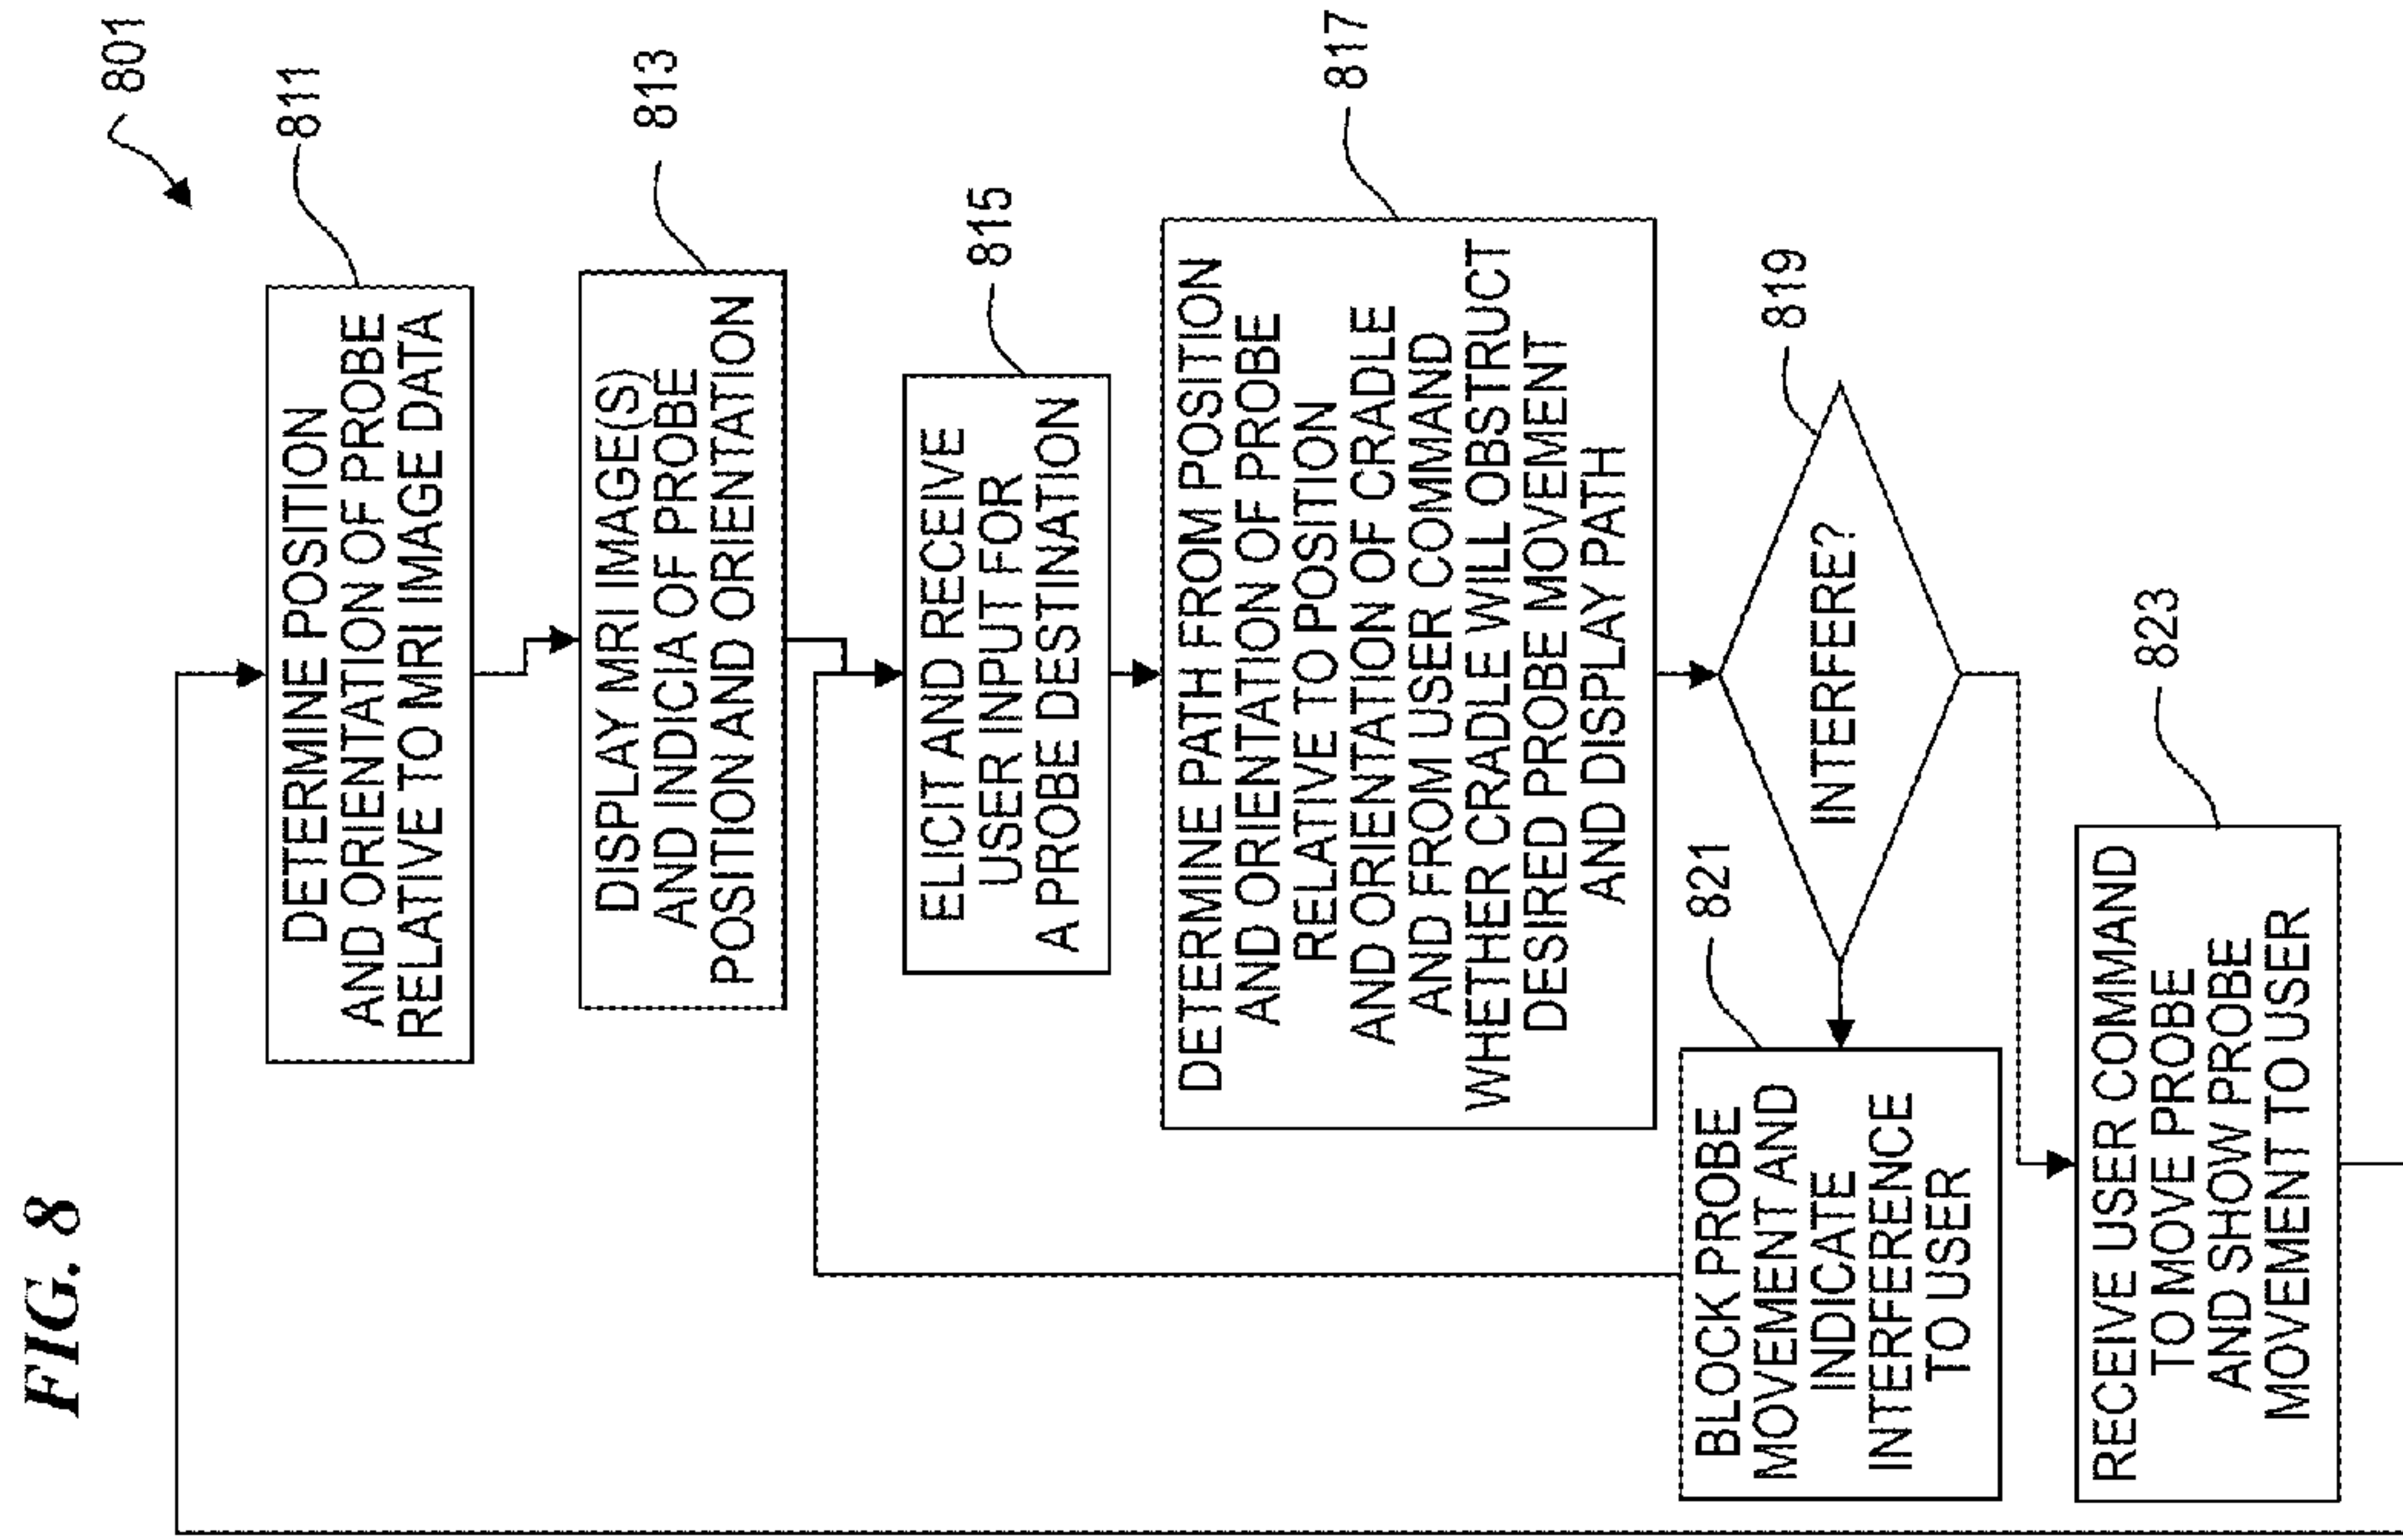 FIG. 8
801
811
DETERMINE POSITION
AND ORIENTATION OF PROBE
RELATIVE TO MRI IMAGE DATA
813
DISPLAY MRI IMAGE(S)
AND INDICIA OF PROBE
POSITION AND ORIENTATION
815
ELICIT AND RECEIVE
USER INPUT FOR
A PROBE DESTINATION
817
DETERMINE PATH FROM POSITION
AND ORIENTATION OF PROBE
RELATIVE TO POSITION
AND ORIENTATION OF CRADLE
AND FROM USER COMMAND
WHETHER CRADLE WILL OBSTRUCT
DESIRED PROBE MOVEMENT
AND DISPLAY PATH
819
INTERFERE?
821
BLOCK PROBE
MOVEMENT AND
INDICATE
INTERFERENCE
TO USER
823
RECEIVE USER COMMAND
TO MOVE PROBE
AND SHOW PROBE
MOVEMENT TO USER